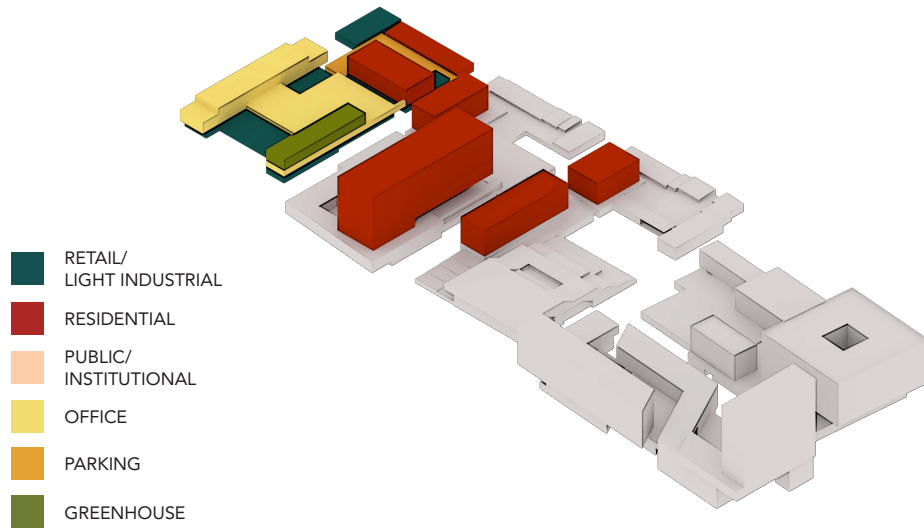 RETAIL/
LIGHT INDUSTRIAL
RESIDENTIAL
PUBLIC/
INSTITUTIONAL
OFFICE
PARKING
GREENHOUSE